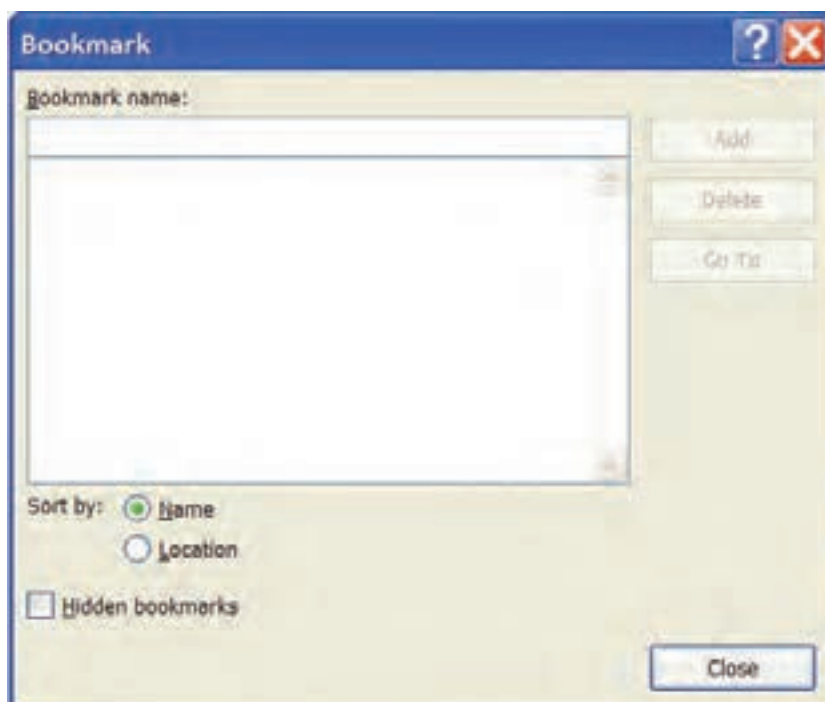 Bookmark
Bookmark name:
Add
Delete
Go To
Sort by: Name
Location
Hidden bookmarks
Close